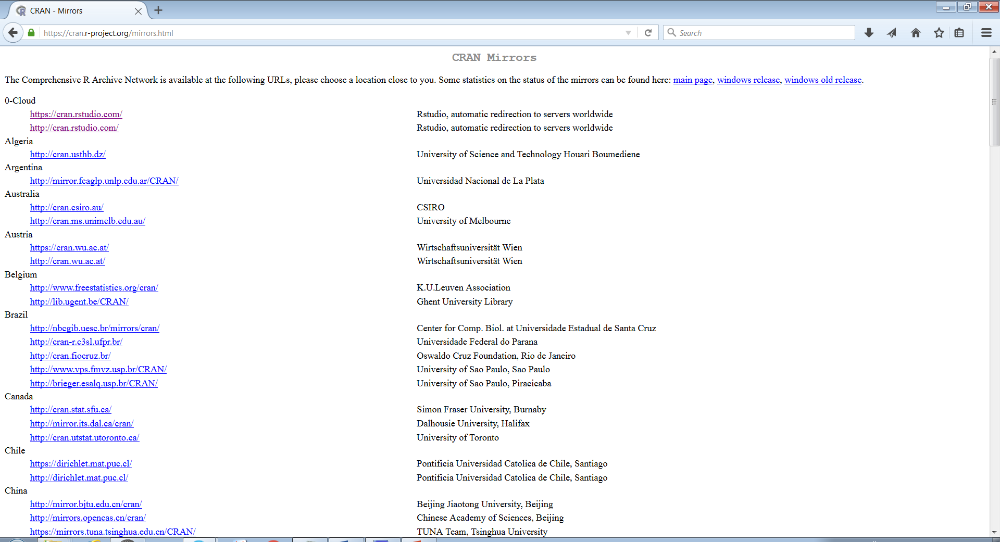 CRAN - Mirrors
https://cran.r-project.org/mirrors.html
Search
CRAN Mirrors
The Comprehensive R Archive Network is available at the following URLs, please choose a location close to you. Some statistics on the status of the mirrors can be found here: main page, windows release, windows old release.
0-Cloud
https://cran.rstudio.com/ Rstudio, automatic redirection to servers worldwide
http://cran.rstudio.com/ Rstudio, automatic redirection to servers worldwide
Algeria
http://cran.usthb.dz/ University of Science and Technology Houari Boumediene
Argentina
http://mirror.fcaglp.unlp.edu.ar/CRAN/ Universidad Nacional de La Plata
Australia
http://cran.csiro.au/ CSIRO
http://cran.ms.unimelb.edu.au/ University of Melbourne
Austria
https://cran.wu.ac.at/ Wirtschaftsuniversität Wien
http://cran.wu.ac.at/ Wirtschaftsuniversität Wien
Belgium
http://www.freestatistics.org/cran/ K.U.Leuven Association
http://lib.ugent.be/CRAN/ Ghent University Library
Brazil
http://nbcgib.uesc.br/mirrors/cran/ Center for Comp. Biol. at Universidade Estadual de Santa Cruz
http://cran-r.c3sl.ufpr.br/ Universidade Federal do Parana
http://cran.fiocruz.br/ Oswaldo Cruz Foundation, Rio de Janeiro
http://www.vps.fmvz.usp.br/CRAN/ University of Sao Paulo, Sao Paulo
http://brieger.esalq.usp.br/CRAN/ University of Sao Paulo, Piracicaba
Canada
http://cran.stat.sfu.ca/ Simon Fraser University, Burnaby
http://mirror.its.dal.ca/cran/ Dalhousie University, Halifax
http://cran.utstat.utoronto.ca/ University of Toronto
Chile
https://dirichlet.mat.puc.cl/ Pontificia Universidad Catolica de Chile, Santiago
http://dirichlet.mat.puc.cl/ Pontificia Universidad Catolica de Chile, Santiago
China
http://mirror.bjtu.edu.cn/cran/ Beijing Jiaotong University, Beijing
http://mirrors.opencas.cn/cran/ Chinese Academy of Sciences, Beijing
https://mirrors.tuna.tsinghua.edu.cn/CRAN/ TUNA Team, Tsinghua University